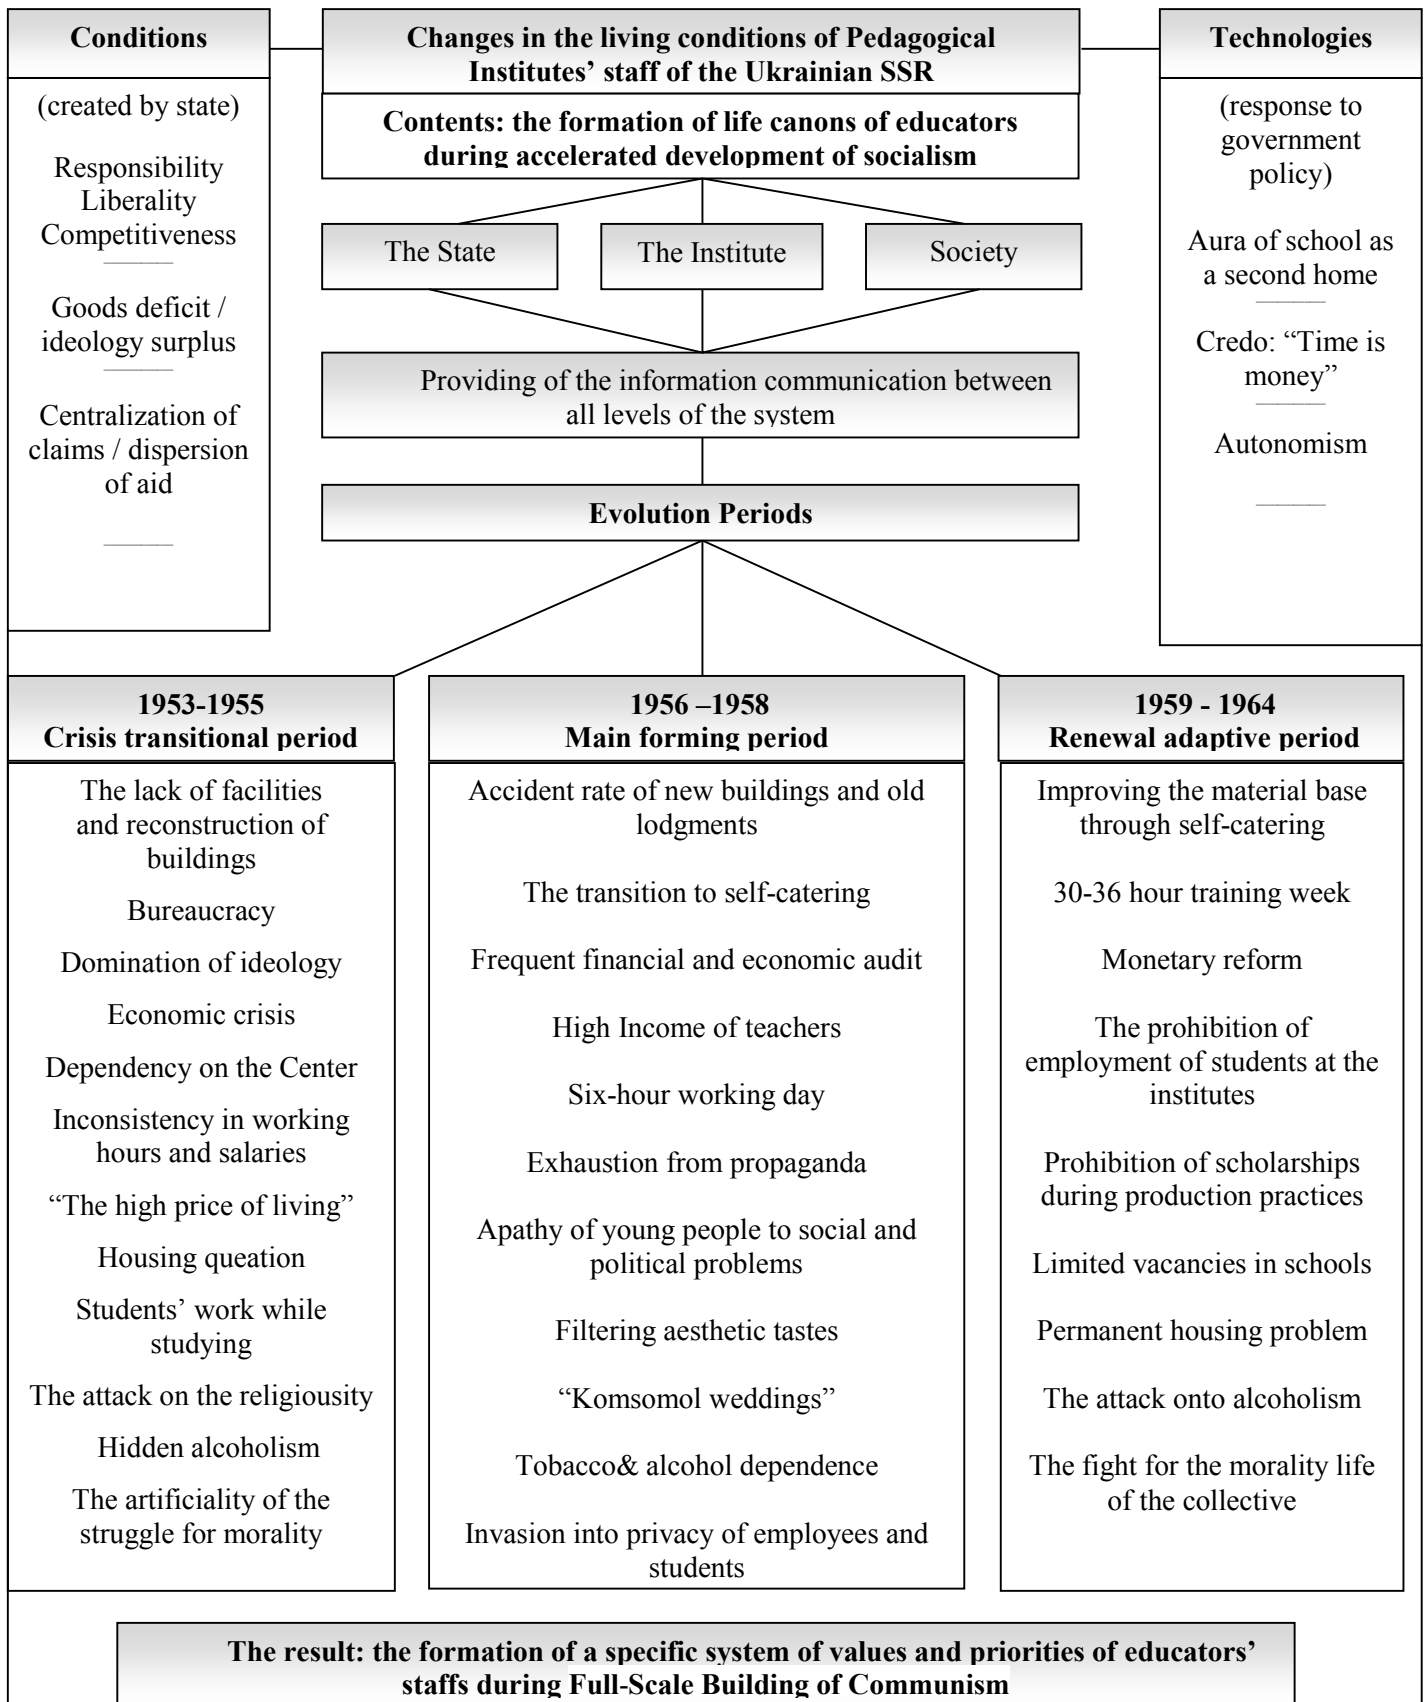 Conditions
(created by state)
Responsibility
Liberality
Competitiveness
Goods deficit /
ideology surplus
Centralization of
claims / dispersion
of aid
Changes in the living conditions of Pedagogical
Institutes’ staff of the Ukrainian SSR
Contents: the formation of life canons of educators
during accelerated development of socialism
The State
The Institute
Society
Providing of the information communication between
all levels of the system
Evolution Periods
Technologies
(response to
government
policy)
Aura of school as
a second home
Credo: “Time is
money”
Autonomism
1953-1955
Crisis transitional period
The lack of facilities
and reconstruction of
buildings
Bureaucracy
Domination of ideology
Economic crisis
Dependency on the Center
Inconsistency in working
hours and salaries
“The high price of living”
Housing queation
Students’ work while
studying
The attack on the religiousity
Hidden alcoholism
The artificiality of the
struggle for morality
1956 –1958
Main forming period
Accident rate of new buildings and old
lodgments
The transition to self-catering
Frequent financial and economic audit
High Income of teachers
Six-hour working day
Exhaustion from propaganda
Apathy of young people to social and
political problems
Filtering aesthetic tastes
“Komsomol weddings”
Tobacco& alcohol dependence
Invasion into privacy of employees and
students
1959 - 1964
Renewal adaptive period
Improving the material base
through self-catering
30-36 hour training week
Monetary reform
The prohibition of
employment of students at the
institutes
Prohibition of scholarships
during production practices
Limited vacancies in schools
Permanent housing problem
The attack onto alcoholism
The fight for the morality life
of the collective
The result: the formation of a specific system of values and priorities of educators’
staffs during Full-Scale Building of Communism